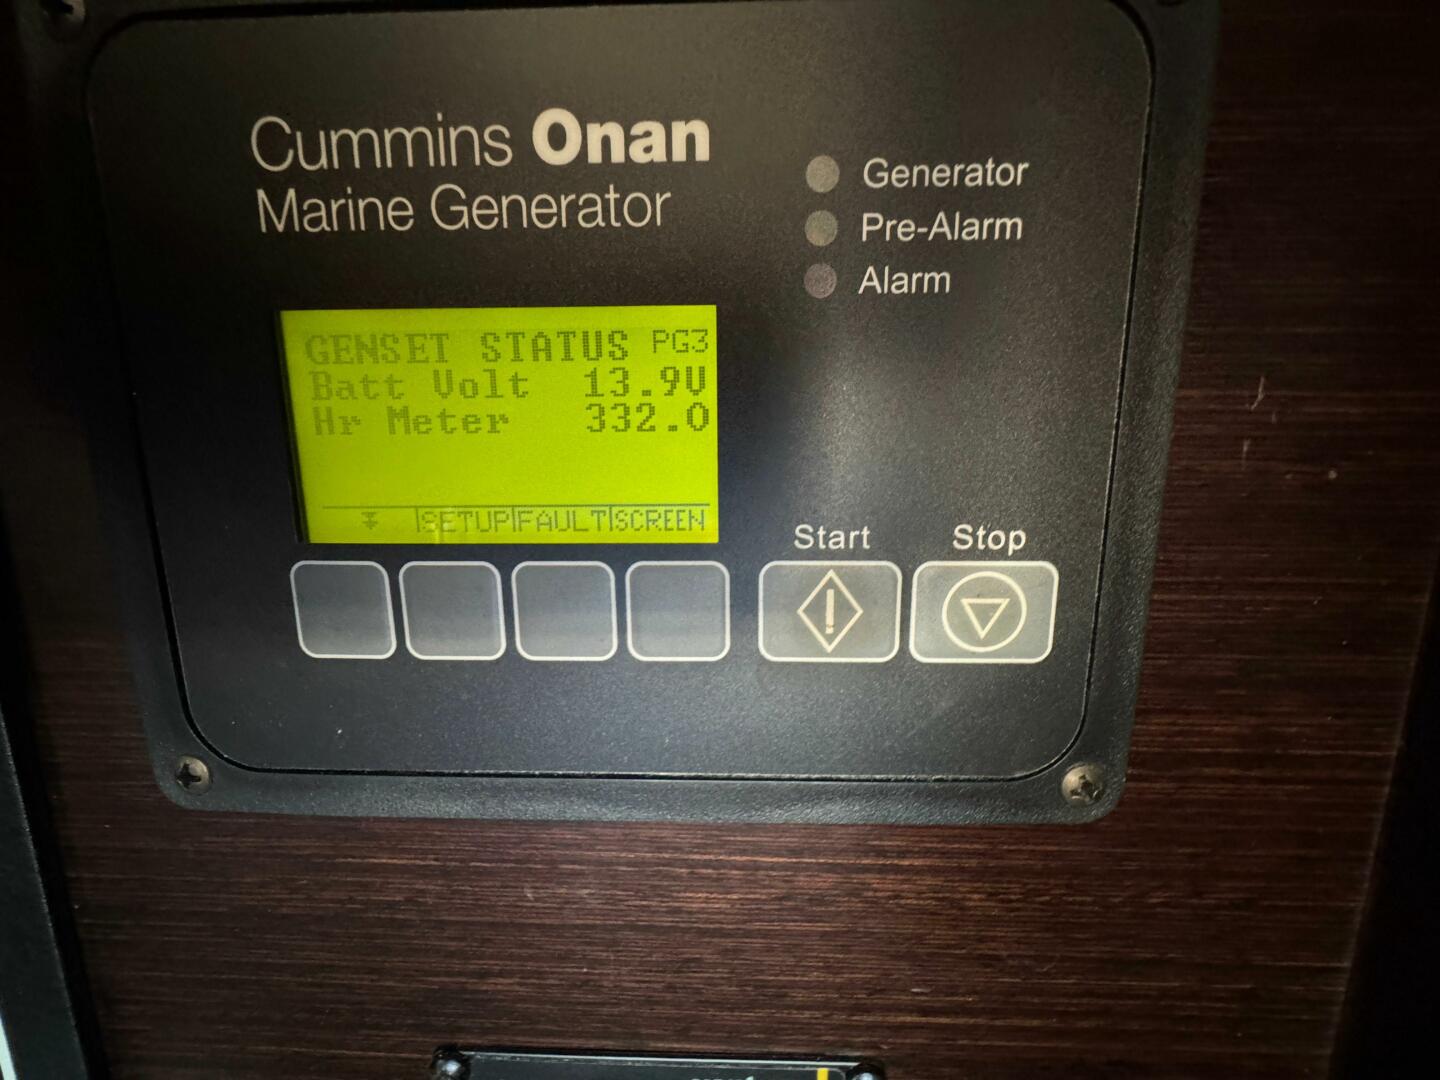 Cummins Onan
Marine Generator
Generator
Pre-Alarm
Alarm
GENSET STATUS PG3
Batt Volt 13.9V
Hr Meter 332.0
SETUP|FAULT|SCREEN
Start
Stop